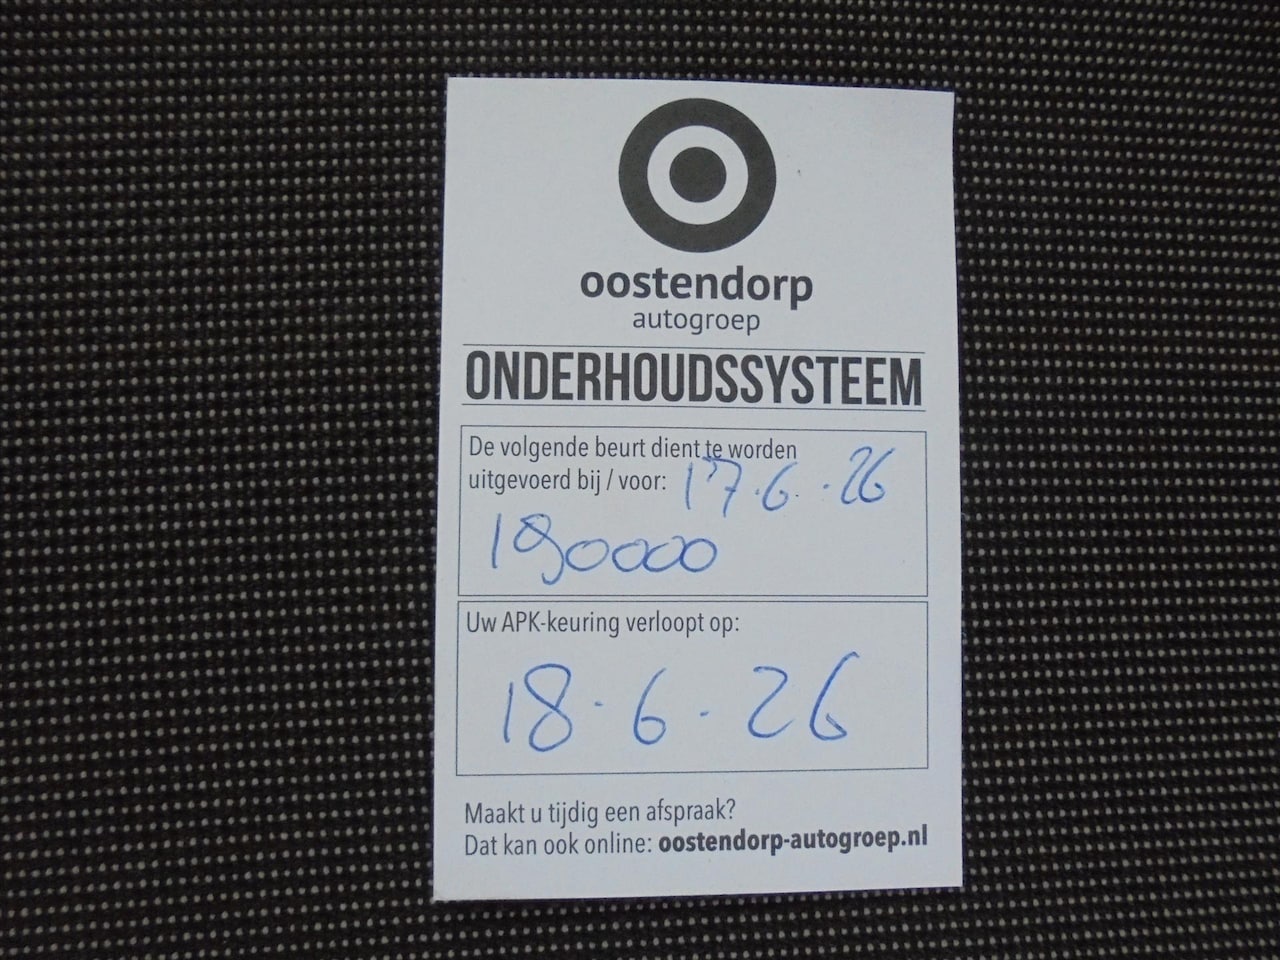 oostendorp
autogroep
ONDERHOUDSSYSTEEM
De volgende beurt dient te worden
uitgevoerd bij / voor: 17.6.26
190000
Uw APK-keuring verloopt op:
18.6.26
Maakt u tijdig een afspraak?
Dat kan ook online: oostendorp-autogroep.nl